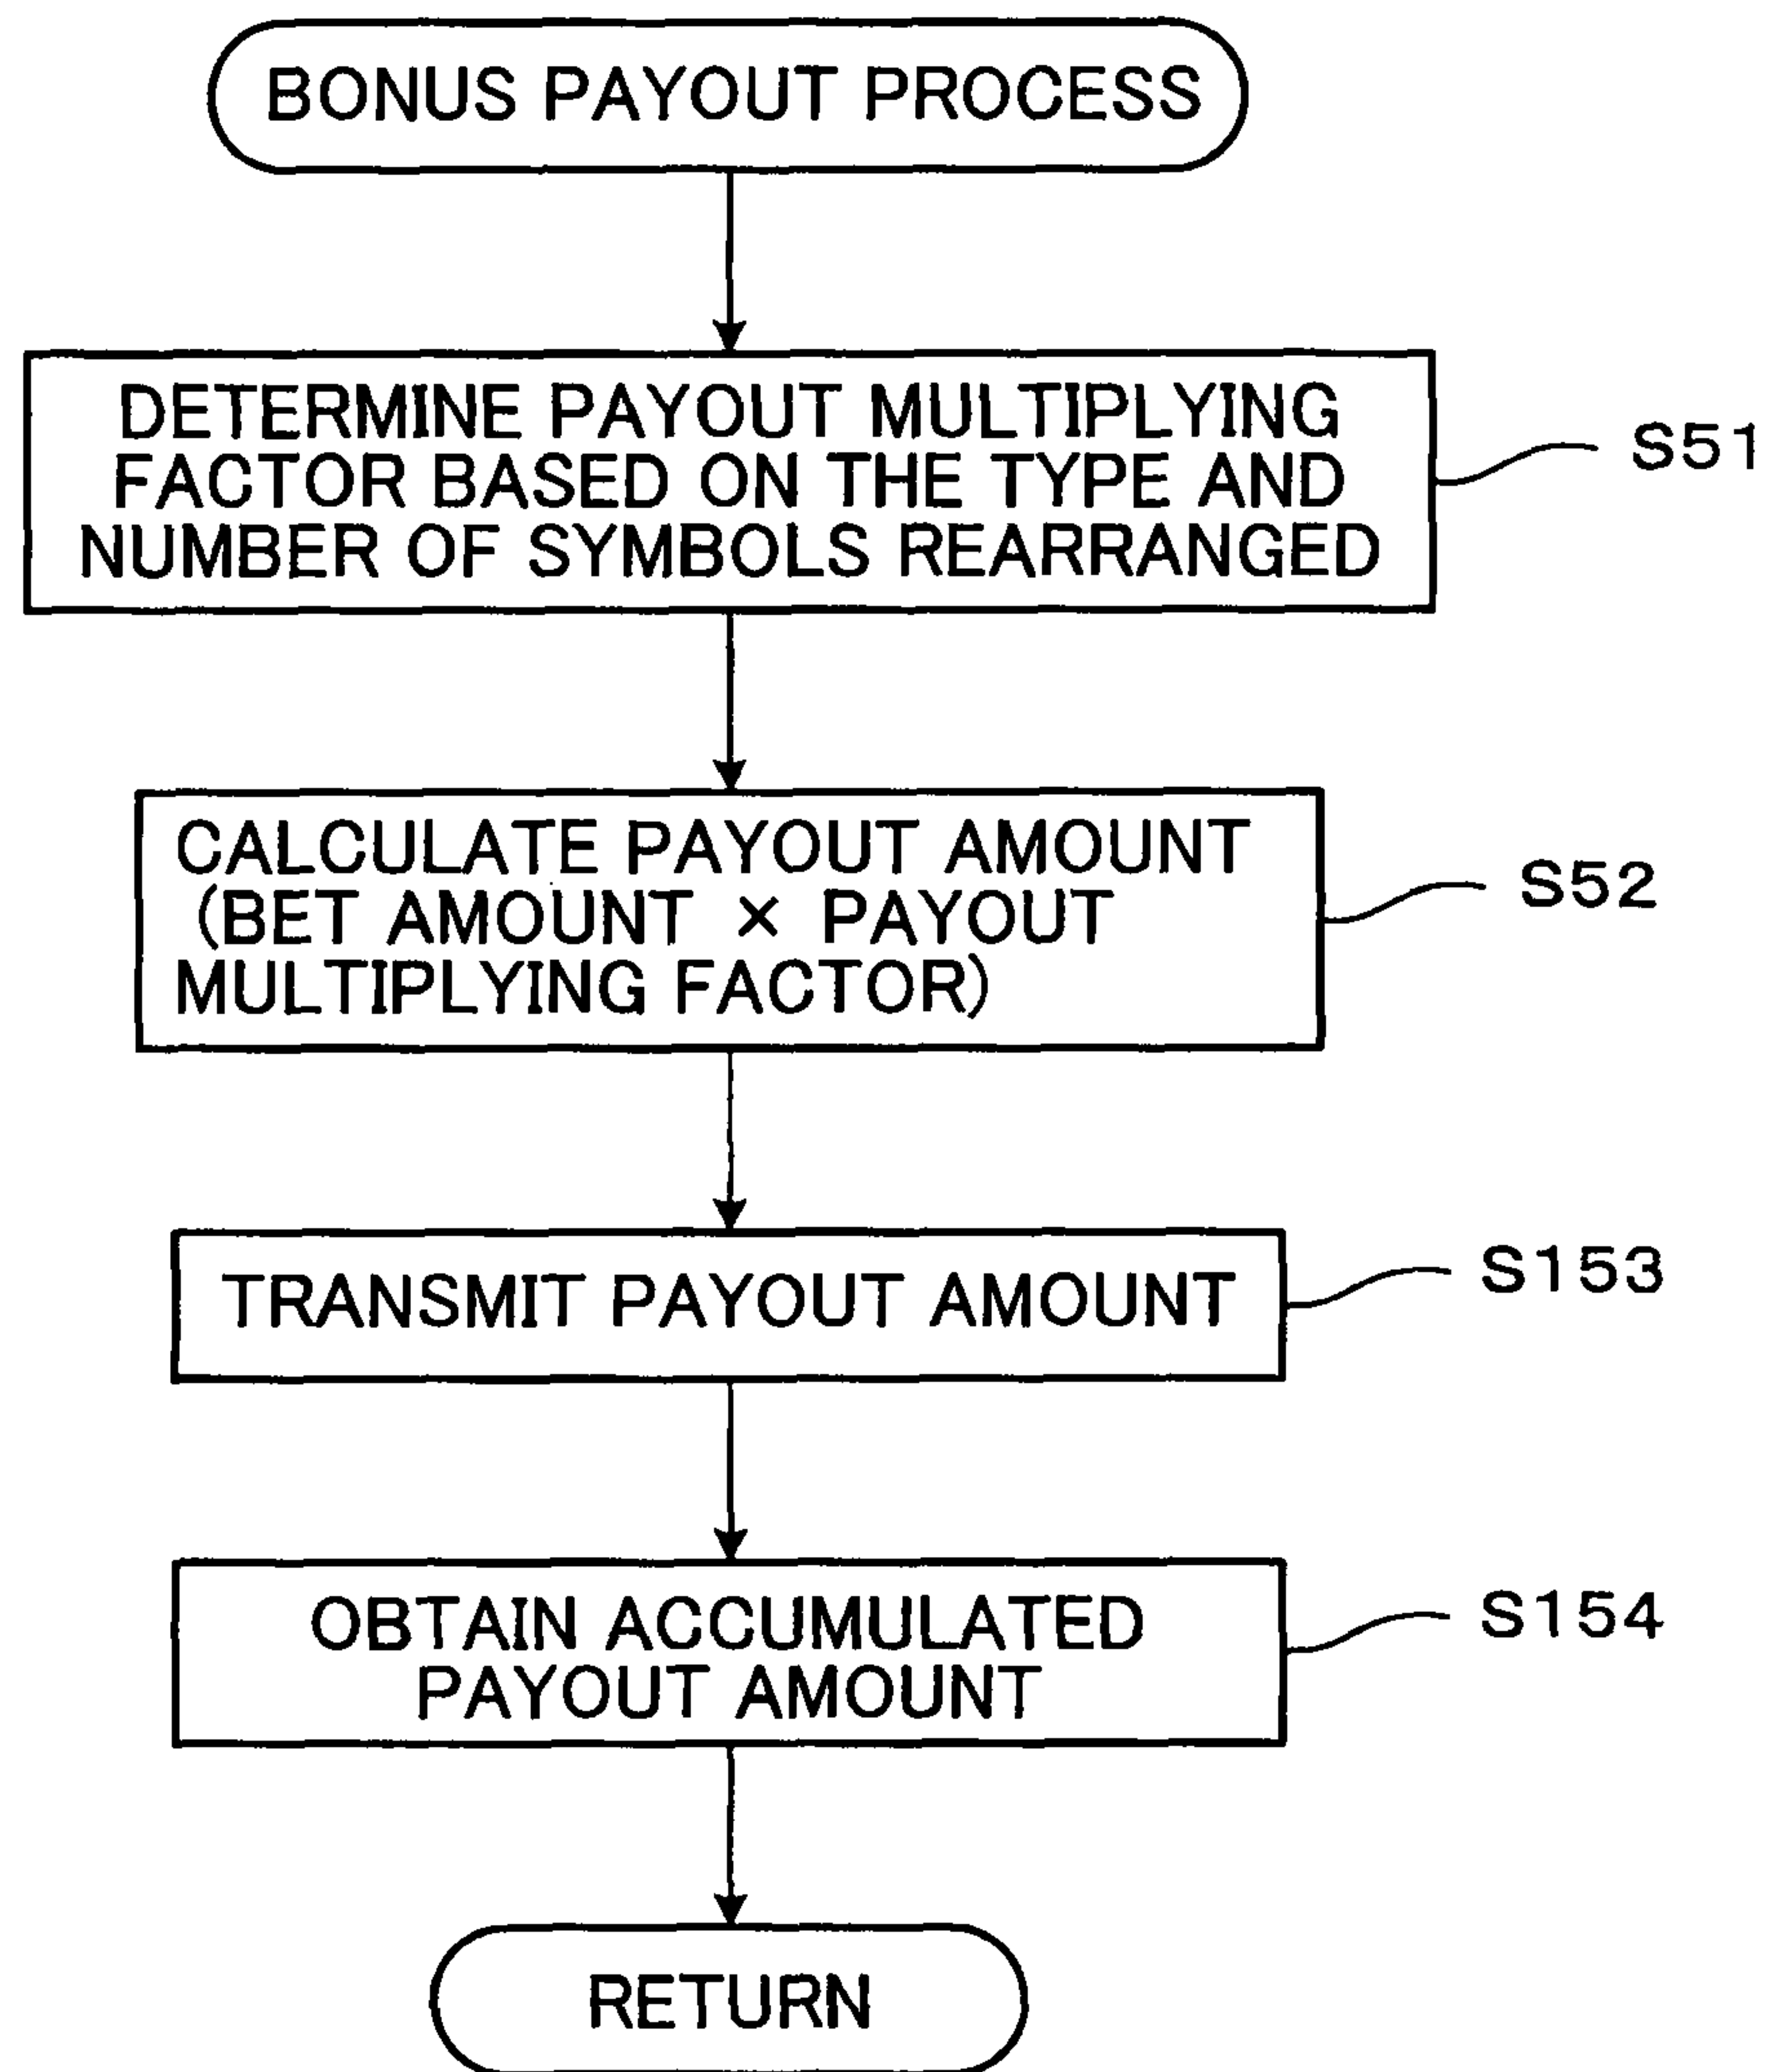 BONUS PAYOUT PROCESS
DETERMINE PAYOUT MULTIPLYING
FACTOR BASED ON THE TYPE AND
NUMBER OF SYMBOLS REARRANGED
S51
CALCULATE PAYOUT AMOUNT
(BET AMOUNT × PAYOUT
MULTIPLYING FACTOR)
S52
TRANSMIT PAYOUT AMOUNT
S153
OBTAIN ACCUMULATED
PAYOUT AMOUNT
S154
RETURN